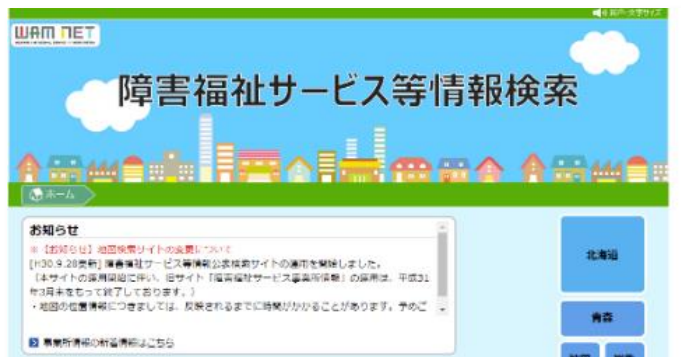 WAM NET
障害福祉サービス等情報検索
ホーム
お知らせ
※【お知らせ】地図検索サイトの変更について
[H30.9.28更新] 障害福祉サービス等情報公表検索サイトの運用を開始しました。
（本サイトの運用開始に伴い、旧サイト「障害福祉サービス事業所情報」の運用は、平成31
年3月末をもって終了しております。）
・地図の位置情報につきましては、反映されるまでに時間がかかることがあります。予めご
事業所情報の新着情報はこちら
北海道
青森